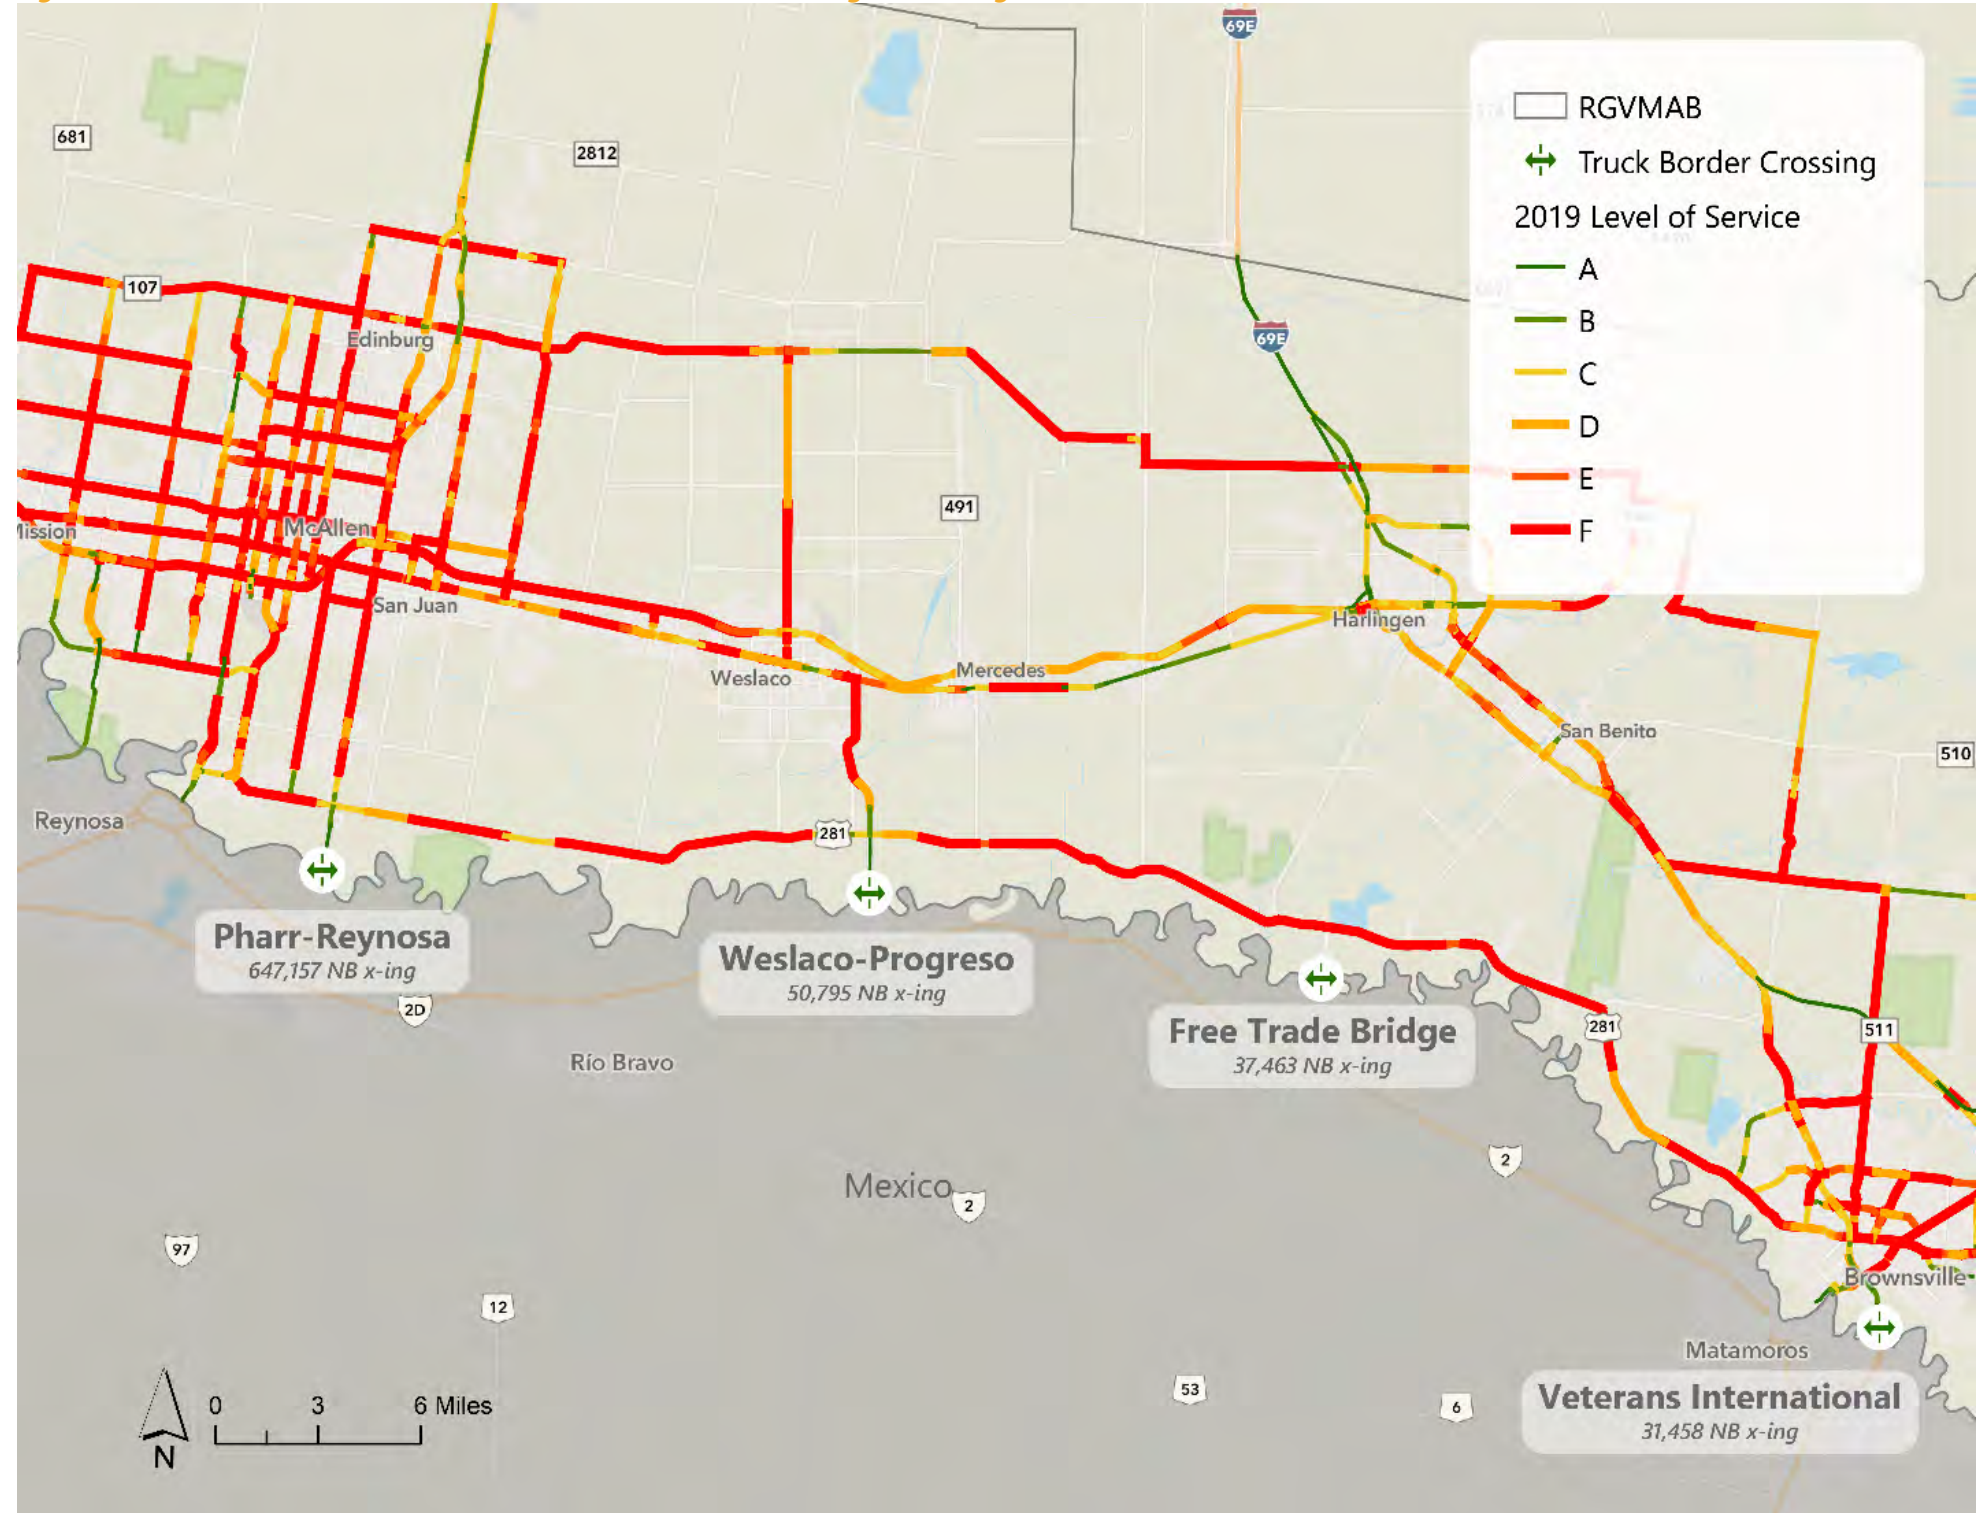 69E
RGVMAB
681
Truck Border Crossing
2812
2019 Level of Service
A
107
B
69E
Edinburg
C
D
E
491
McAllen
F
San Juan
Harlingen
Mercedes
Weslaco
San Benito
510
Reynosa
281
Pharr-Reynosa
647,157 NB x-ing
Weslaco-Progreso
50,795 NB x-ing
2D
281
511
Free Trade Bridge
37,463 NB x-ing
Río Bravo
2
Mexico
2
97
Brownsville
12
Matamoros
53
Veterans International
31,458 NB x-ing
6
0 3 6 Miles
N